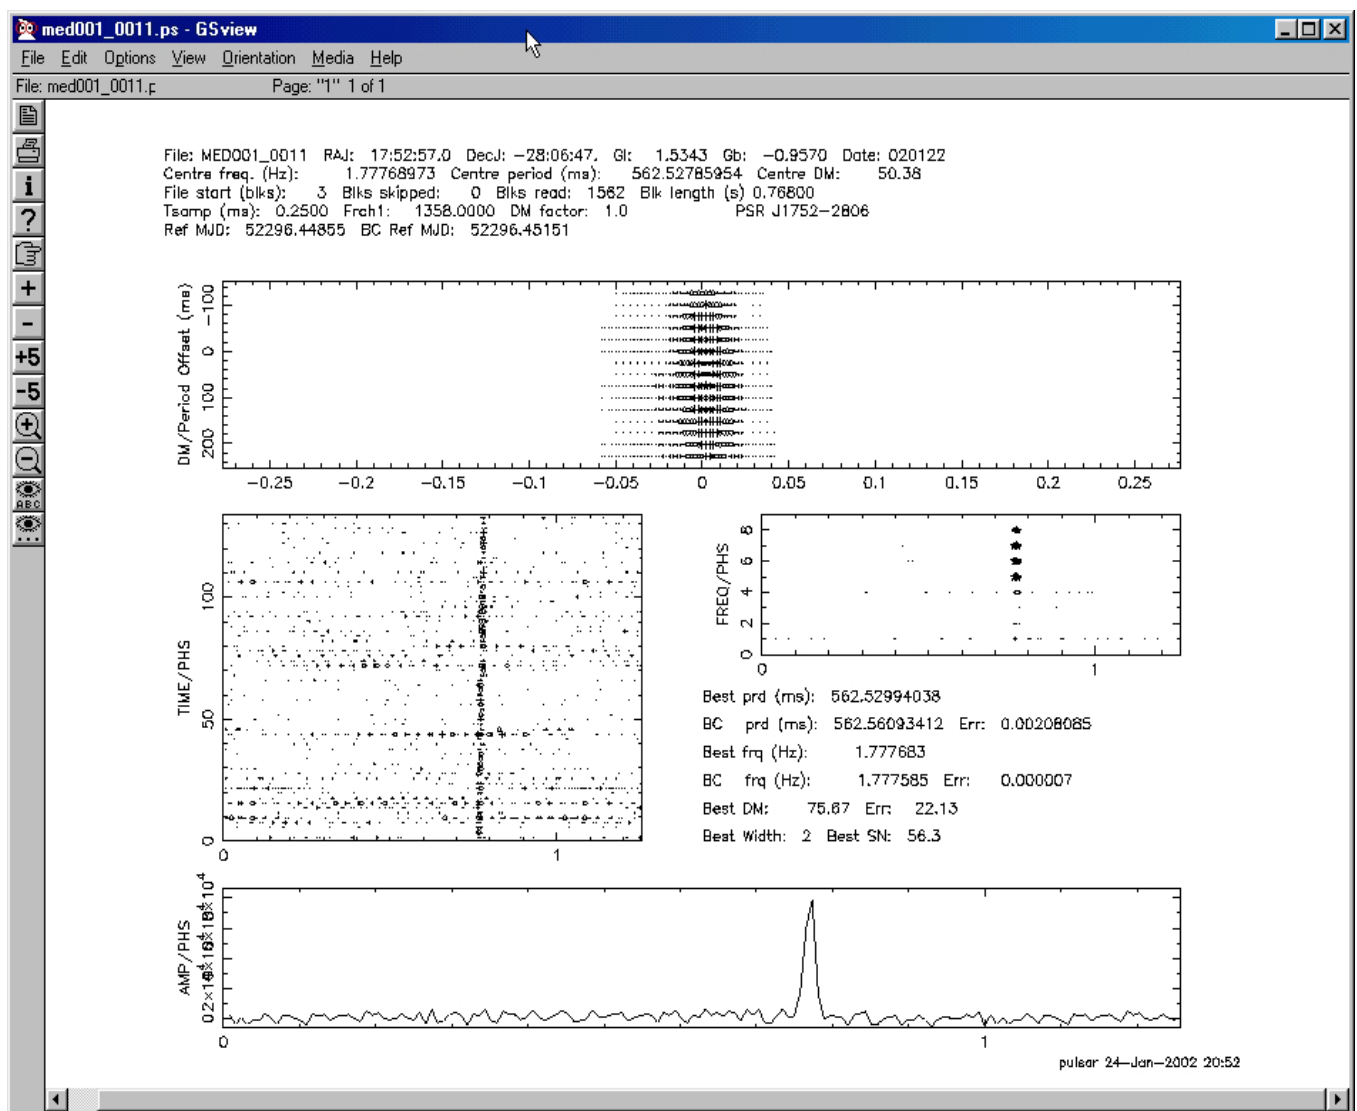 med001_0011.ps - GSview
File Edit Options View Orientation Media Help
File: med001_0011.p Page: "1" 1 of 1
File: MED001_0011 RAJ: 17:52:57.0 DecJ: -28:06:47. Gl: 1.5343 Gb: -0.9570 Date: 020122
Centre freq. (Hz): 1.77768973 Centre period (ms): 562.52785954 Centre DM: 50.38
File start (blks): 3 Blks skipped: 0 Blks read: 1562 Blk length (s) 0.76800
Tsamp (ms): 0.2500 Frch1: 1358.0000 DM factor: 1.0 PSR J1752-2806
Ref MJD: 52296.44855 BC Ref MJD: 52296.45151
i
?
+
-
+5
-5
ABC
DM/Period Offset (ms)
-100
0
100
200
-0.25 -0.2 -0.15 -0.1 -0.05 0 0.05 0.1 0.15 0.2 0.25
TIME/PHS
100
50
0
0 1
FREQ/PHS
8
6
4
2
0
0 1
Best prd (ms): 562.52994038
BC prd (ms): 562.56093412 Err: 0.00208085
Best frq (Hz): 1.777683
BC frq (Hz): 1.777585 Err: 0.000007
Best DM: 75.67 Err: 22.13
Best Width: 2 Best SN: 56.3
AMP/PHS
0 1
pulsar 24-Jan-2002 20:52